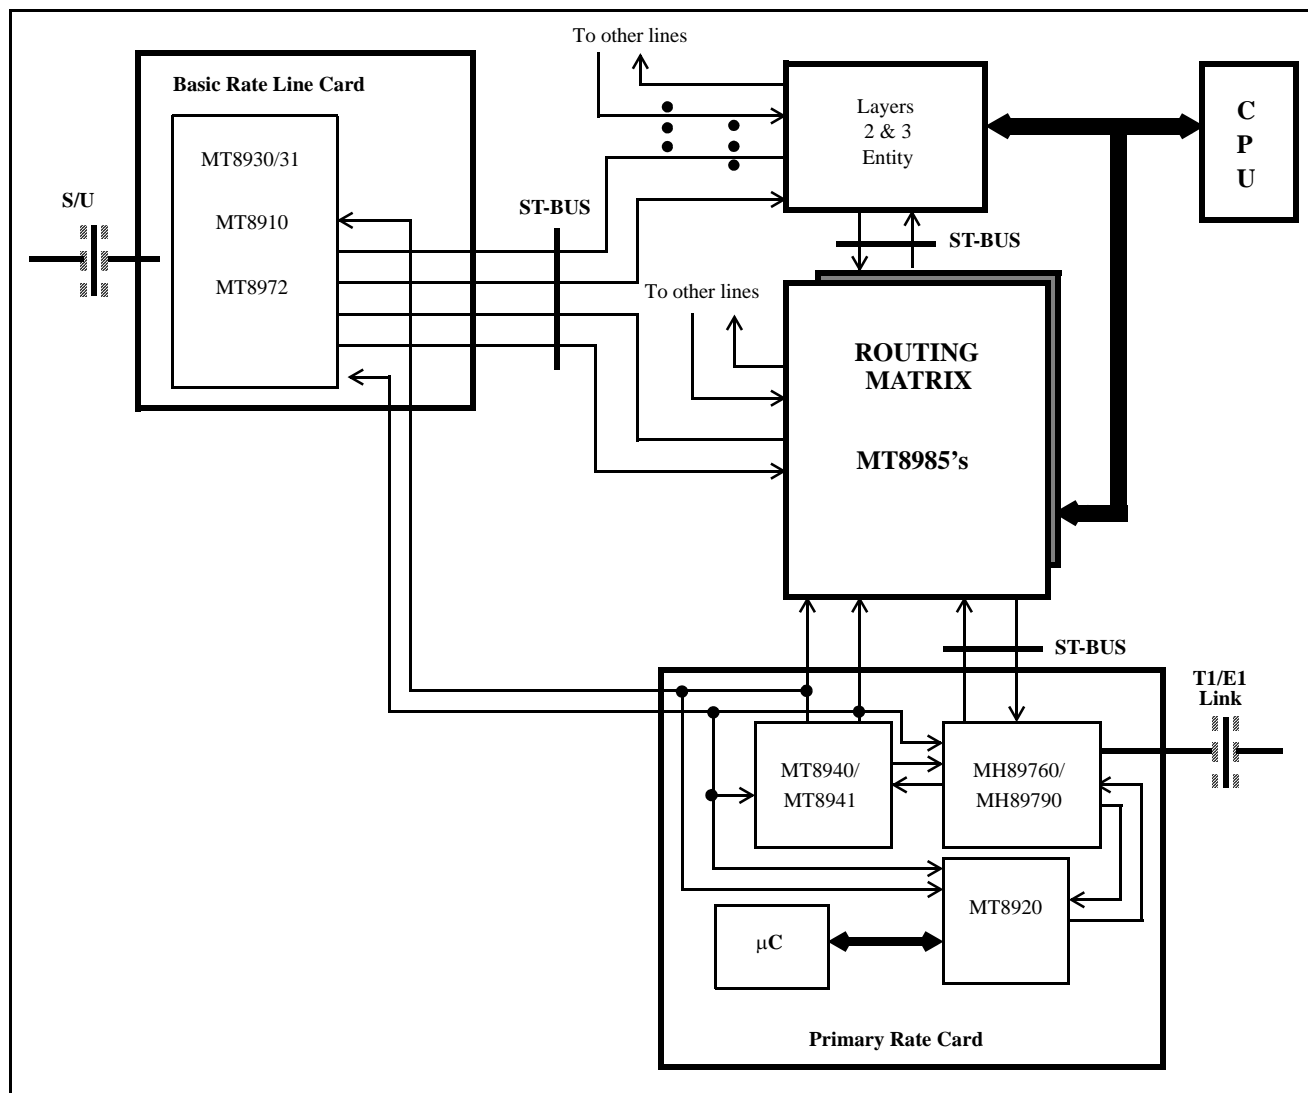 To other lines
Basic Rate Line Card
MT8930/31
MT8910
MT8972
S/U
ST-BUS
Layers
2 & 3
Entity
C
P
U
ST-BUS
To other lines
ROUTING
MATRIX
MT8985’s
ST-BUS
T1/E1
Link
MT8940/
MT8941
MH89760/
MH89790
MT8920
μC
Primary Rate Card